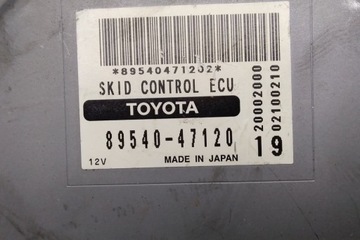 *89540471202*
SKID CONTROL ECU
TOYOTA
89540-47120
12V MADE IN JAPAN
19
20002000
02100210